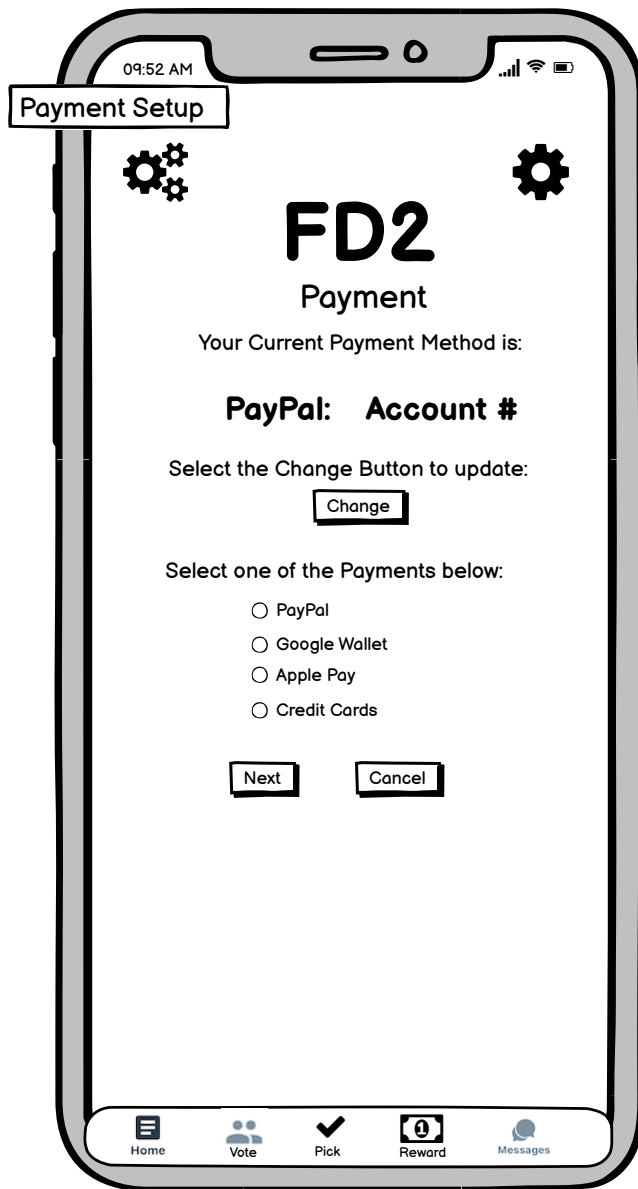 09:52 AM
Payment Setup
FD2
Payment
Your Current Payment Method is:
PayPal: Account #
Select the Change Button to update:
Change
Select one of the Payments below:
PayPal
Google Wallet
Apple Pay
Credit Cards
Next Cancel
1
Home Vote Pick Reward Messages